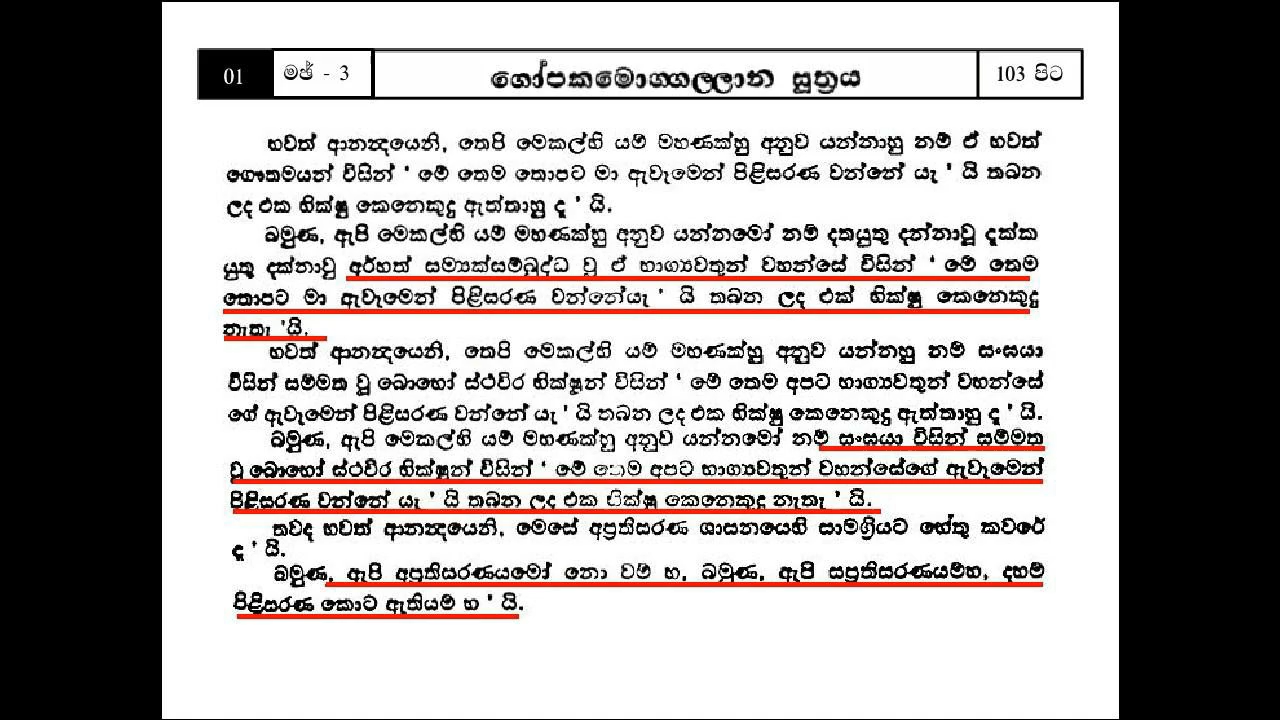 01 මජ් - 3 ගෝපකමොග්ගල්ලාන සූත්‍රය 103 පිට
භවත් ආනන්‍දයෙනි, තෙපි මෙකල්හි යම් මහණක්හු අනුව යන්නාහු නම් ඒ භවත්
ගෞතමයන් විසින් ' මේ තෙම තොපට මා ඇවෑමෙන් පිළිසරණ වන්නේ යැ ' යි තබන
ලද එක භික්ෂු කෙනෙකුදු ඇත්තාහු ද ' යි.
බමුණ, ඇපි මෙකල්හි යම් මහණක්හු අනුව යන්නමෝ නම් දතයුතු දන්නාවූ දැක්ක
යුතු දක්නාවු අර්හත් සම්‍යක්සම්බුද්ධ වූ ඒ භාග්‍යවතුන් වහන්සේ විසින් ' මේ තෙම
තොපට මා ඇවෑමෙන් පිළිසරණ වන්නේයැ ' යි තබන ලද එක් භික්ෂු කෙනෙකුදු
නැතැ 'යි.
භවත් ආනන්‍දයෙනි, තෙපි මෙකල්හි යම් මහණක්හු අනුව යන්නහු නම් සංඝයා
විසින් සම්මත වූ බොහෝ ස්ථවිර භික්ෂූන් විසින් ' මේ තෙම අපට භාග්‍යවතුන් වහන්සේ
ගේ ඇවෑමෙන් පිළිසරණ වන්නේ යැ ' යි තබන ලද එක භික්ෂු කෙනෙකුදු ඇත්තාහු ද ' යි.
බමුණ, ඇපි මෙකල්හි යම් මහණක්හු අනුව යන්නමෝ නම් සංඝයා විසින් සම්මත
වූ බොහෝ ස්ථවිර භික්ෂූන් විසින් ' මේ තෙම අපට භාග්‍යවතුන් වහන්සේගේ ඇවෑමෙන්
පිළිසරණ වන්නේ යැ ' යි තබන ලද එක භික්ෂු කෙනෙකුදු නැතැ ' යි.
තවද භවත් ආනන්‍දයෙනි, මෙසේ අප්‍රතිසරණ ශාසනයෙහි සාමග්‍රියට හේතු කවරේ
ද ' යි.
බමුණ, ඇපි අප්‍රතිසරණයමෝ නො වම් හ, බමුණ, ඇපි සප්‍රතිසරණයම්හ, දහම්
පිළිසරණ කොට ඇතියම් හ ' යි.